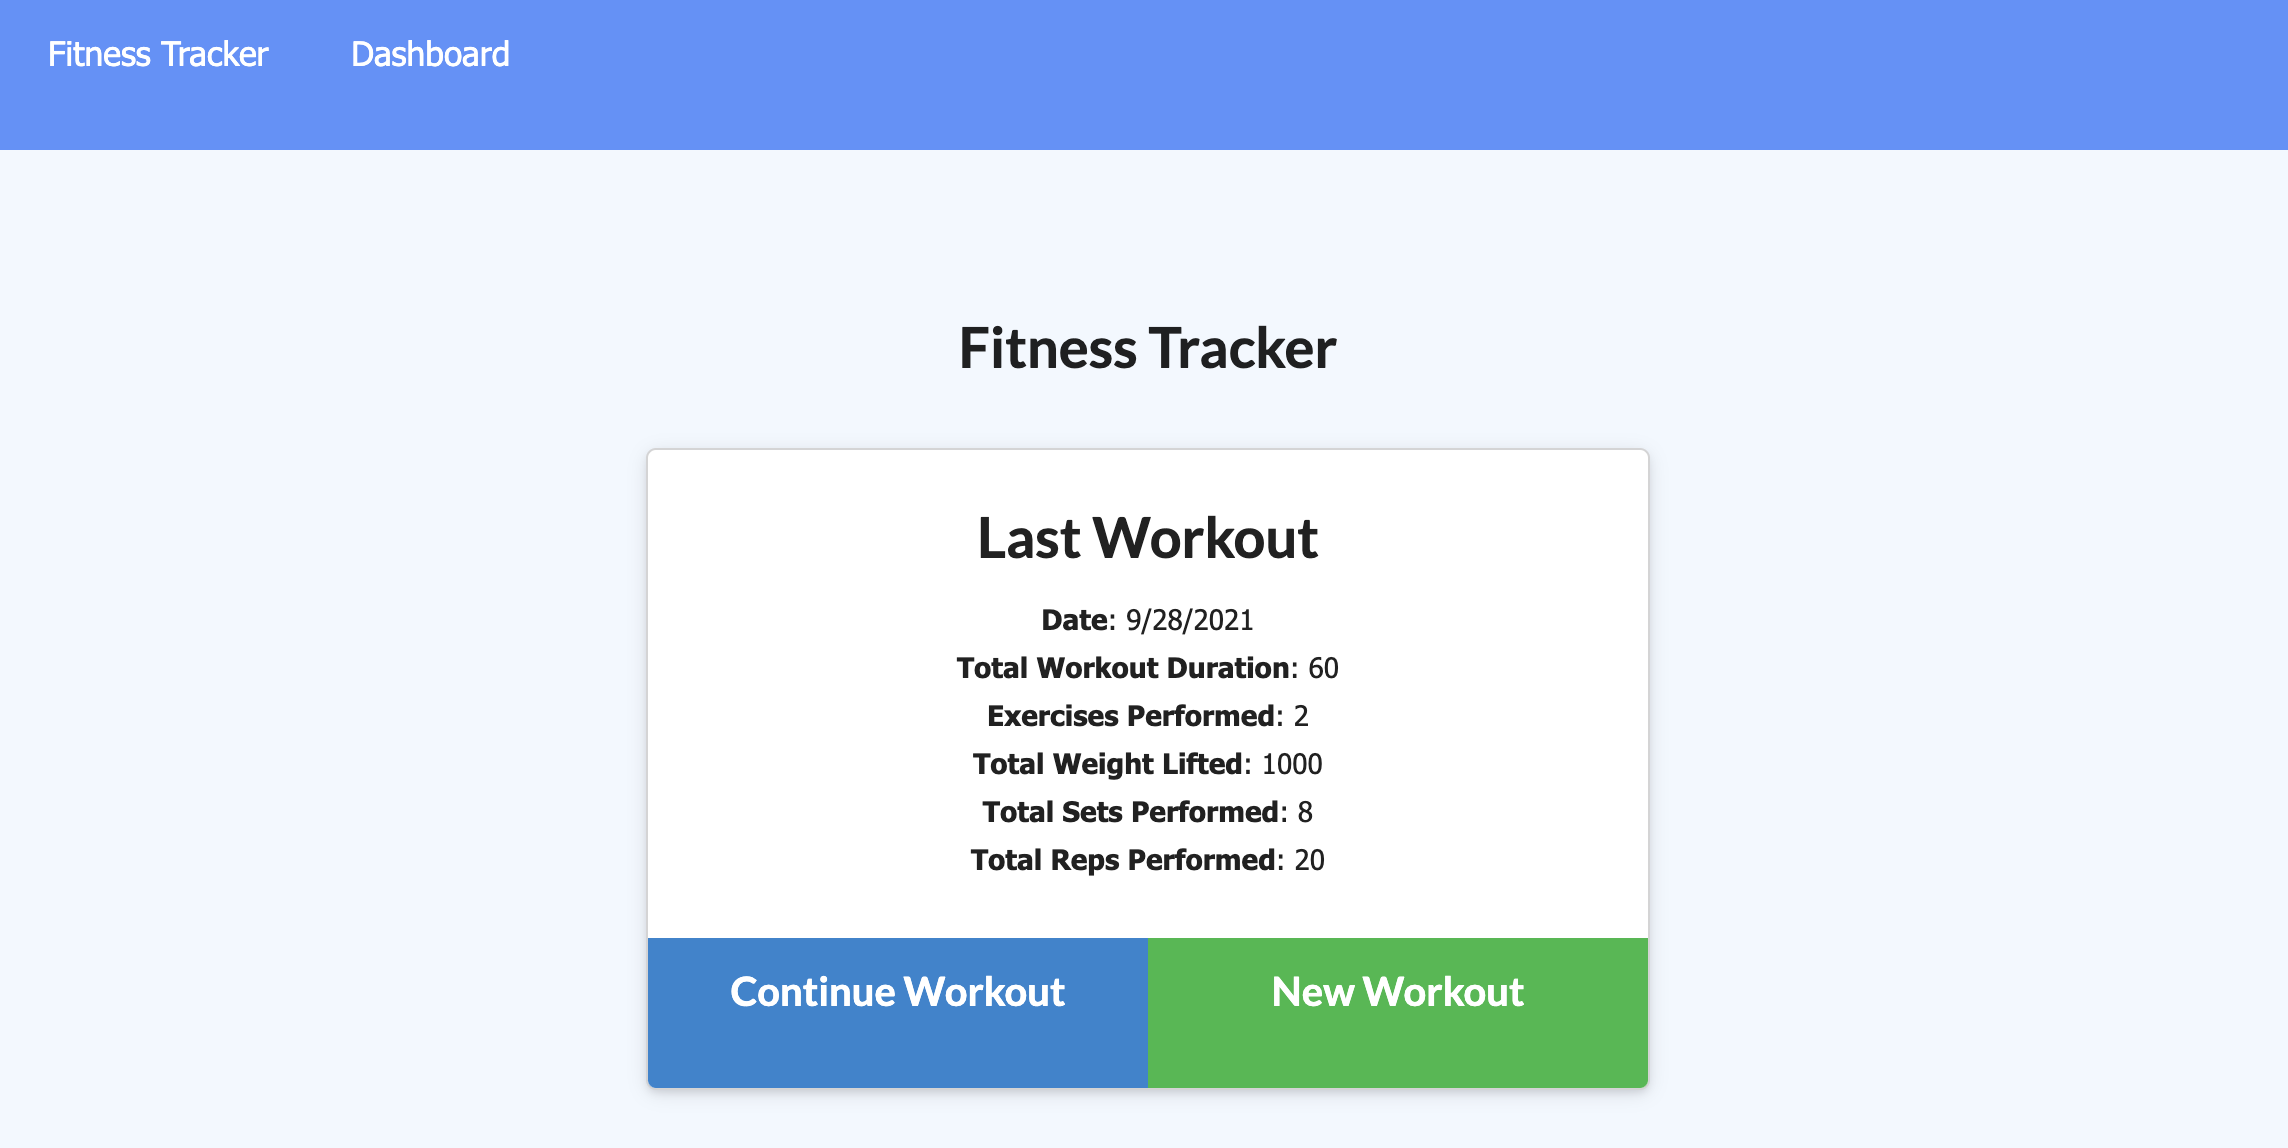 Fitness Tracker Dashboard
Fitness Tracker
Last Workout
Date: 9/28/2021
Total Workout Duration: 60
Exercises Performed: 2
Total Weight Lifted: 1000
Total Sets Performed: 8
Total Reps Performed: 20
Continue Workout New Workout